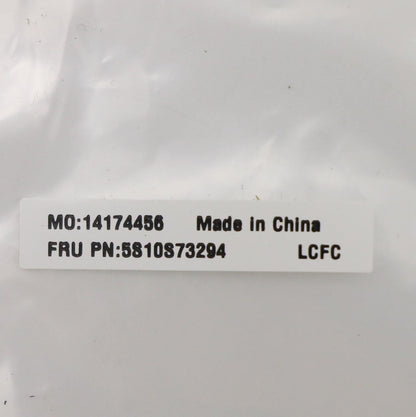 MO:14174456 Made in China
FRU PN:5S10S73294 LCFC